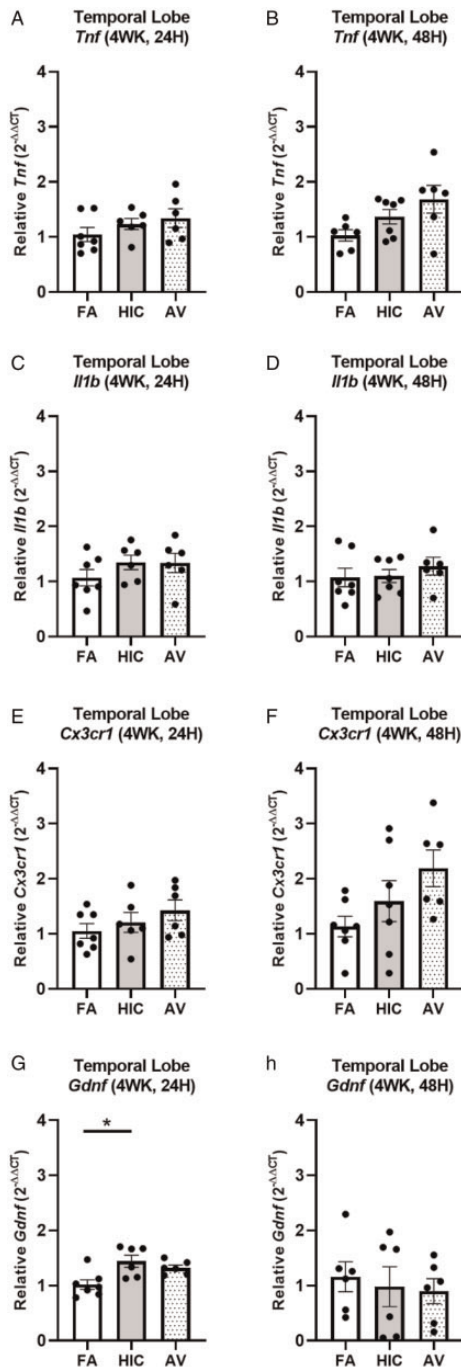 A
Temporal Lobe
Tnf (4WK, 24H)
Relative Tnf (2^-ΔΔCT)
4
3
2
1
0
FA HIC AV
B
Temporal Lobe
Tnf (4WK, 48H)
Relative Tnf (2^-ΔΔCT)
4
3
2
1
0
FA HIC AV
C
Temporal Lobe
Il1b (4WK, 24H)
Relative Il1b (2^-ΔΔCT)
4
3
2
1
0
FA HIC AV
D
Temporal Lobe
Il1b (4WK, 48H)
Relative Il1b (2^-ΔΔCT)
4
3
2
1
0
FA HIC AV
E
Temporal Lobe
Cx3cr1 (4WK, 24H)
Relative Cx3cr1 (2^-ΔΔCT)
4
3
2
1
0
FA HIC AV
F
Temporal Lobe
Cx3cr1 (4WK, 48H)
Relative Cx3cr1 (2^-ΔΔCT)
4
3
2
1
0
FA HIC AV
G
Temporal Lobe
Gdnf (4WK, 24H)
Relative Gdnf (2^-ΔΔCT)
4
3
2
1
0
*
FA HIC AV
h
Temporal Lobe
Gdnf (4WK, 48H)
Relative Gdnf (2^-ΔΔCT)
4
3
2
1
0
FA HIC AV